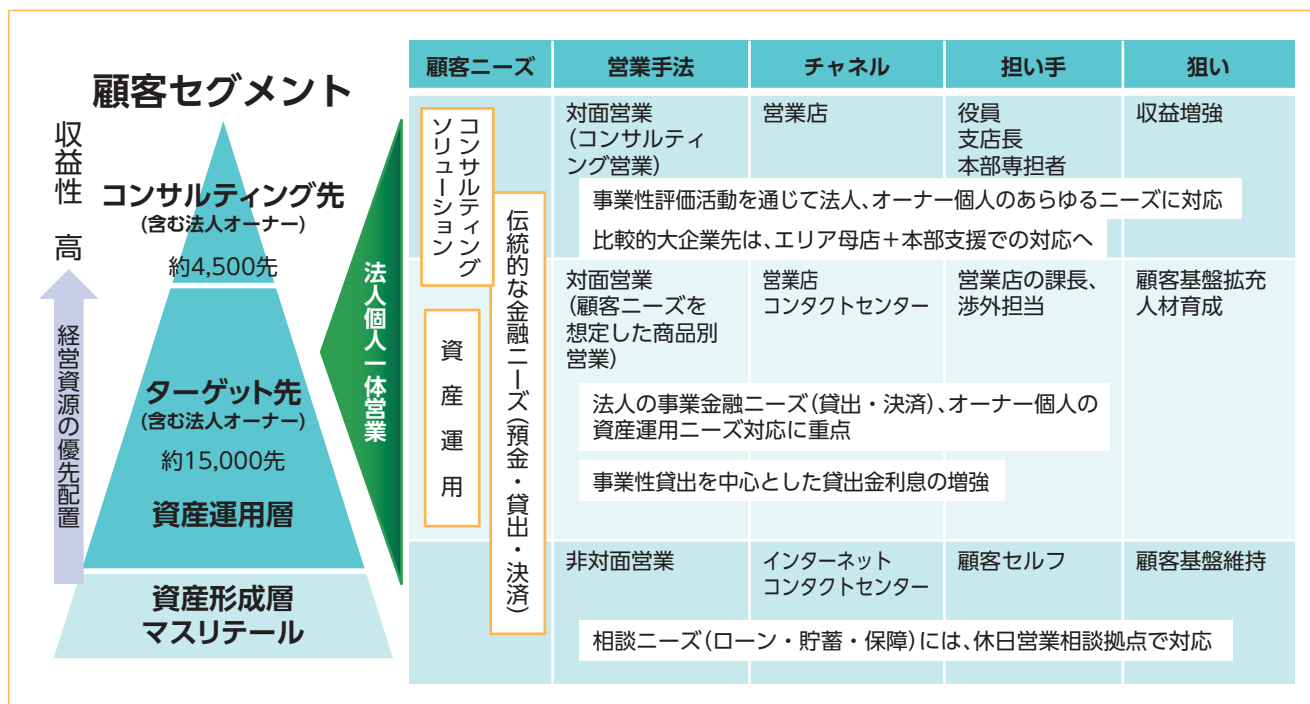 顧客セグメント
収益性 高
経営資源の優先配置
コンサルティング先
(含む法人オーナー)
約4,500先
ターゲット先
(含む法人オーナー)
約15,000先
資産運用層
資産形成層
マスリテール
法人個人一体営業
顧客ニーズ
営業手法
チャネル
担い手
狙い
コンサルティング
ソリューション
資産運用
伝統的な金融ニーズ(預金・貸出・決済)
対面営業
(コンサルティ
ング営業)
営業店
役員
支店長
本部専担者
収益増強
事業性評価活動を通じて法人、オーナー個人のあらゆるニーズに対応
比較的大企業先は、エリア母店+本部支援での対応へ
対面営業
(顧客ニーズを
想定した商品別
営業)
営業店
コンタクトセンター
営業店の課長、
渉外担当
顧客基盤拡充
人材育成
法人の事業金融ニーズ(貸出・決済)、オーナー個人の
資産運用ニーズ対応に重点
事業性貸出を中心とした貸出金利息の増強
非対面営業
インターネット
コンタクトセンター
顧客セルフ
顧客基盤維持
相談ニーズ(ローン・貯蓄・保障)には、休日営業相談拠点で対応